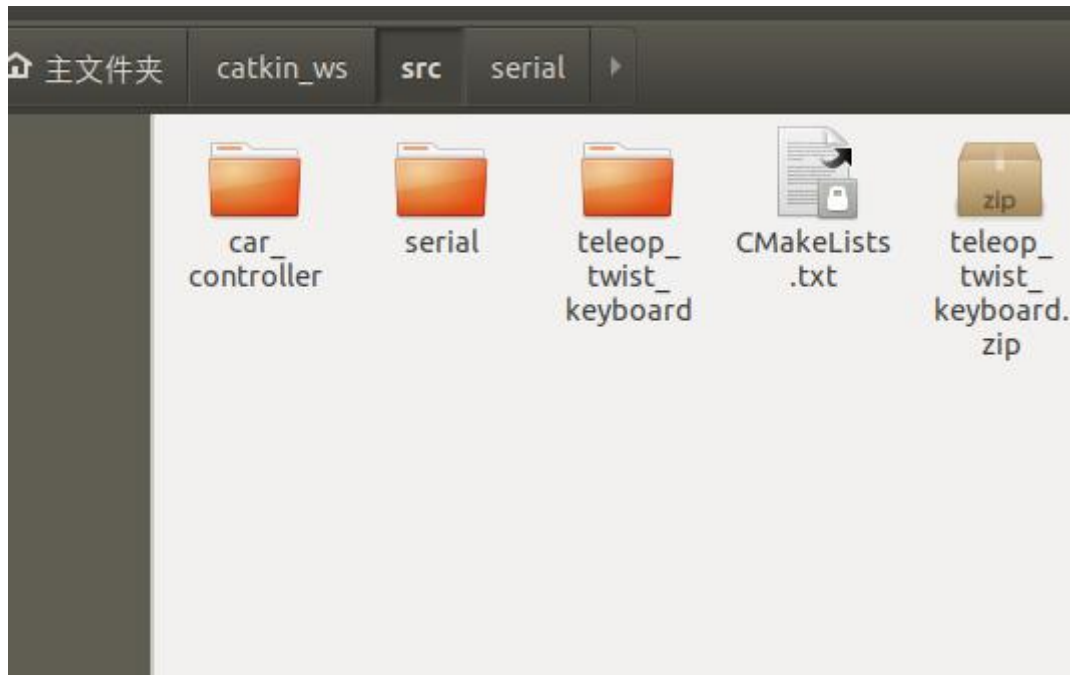 主文件夹 catkin_ws src serial
car_
controller
serial
teleop_
twist_
keyboard
CMakeLists
.txt
zip
teleop_
twist_
keyboard.
zip